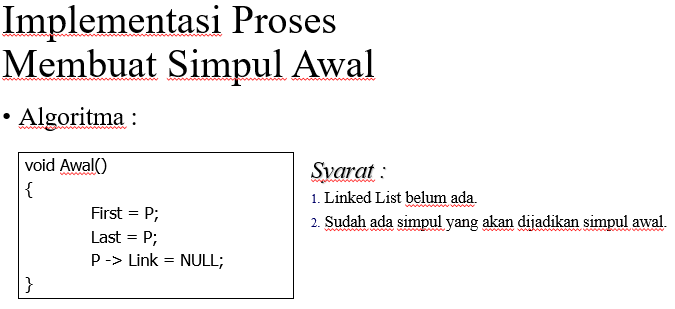 Implementasi Proses
Membuat Simpul Awal
• Algoritma :
void Awal()
{
First = P;
Last = P;
P -> Link = NULL;
}
Syarat :
1. Linked List belum ada.
2. Sudah ada simpul yang akan dijadikan simpul awal.